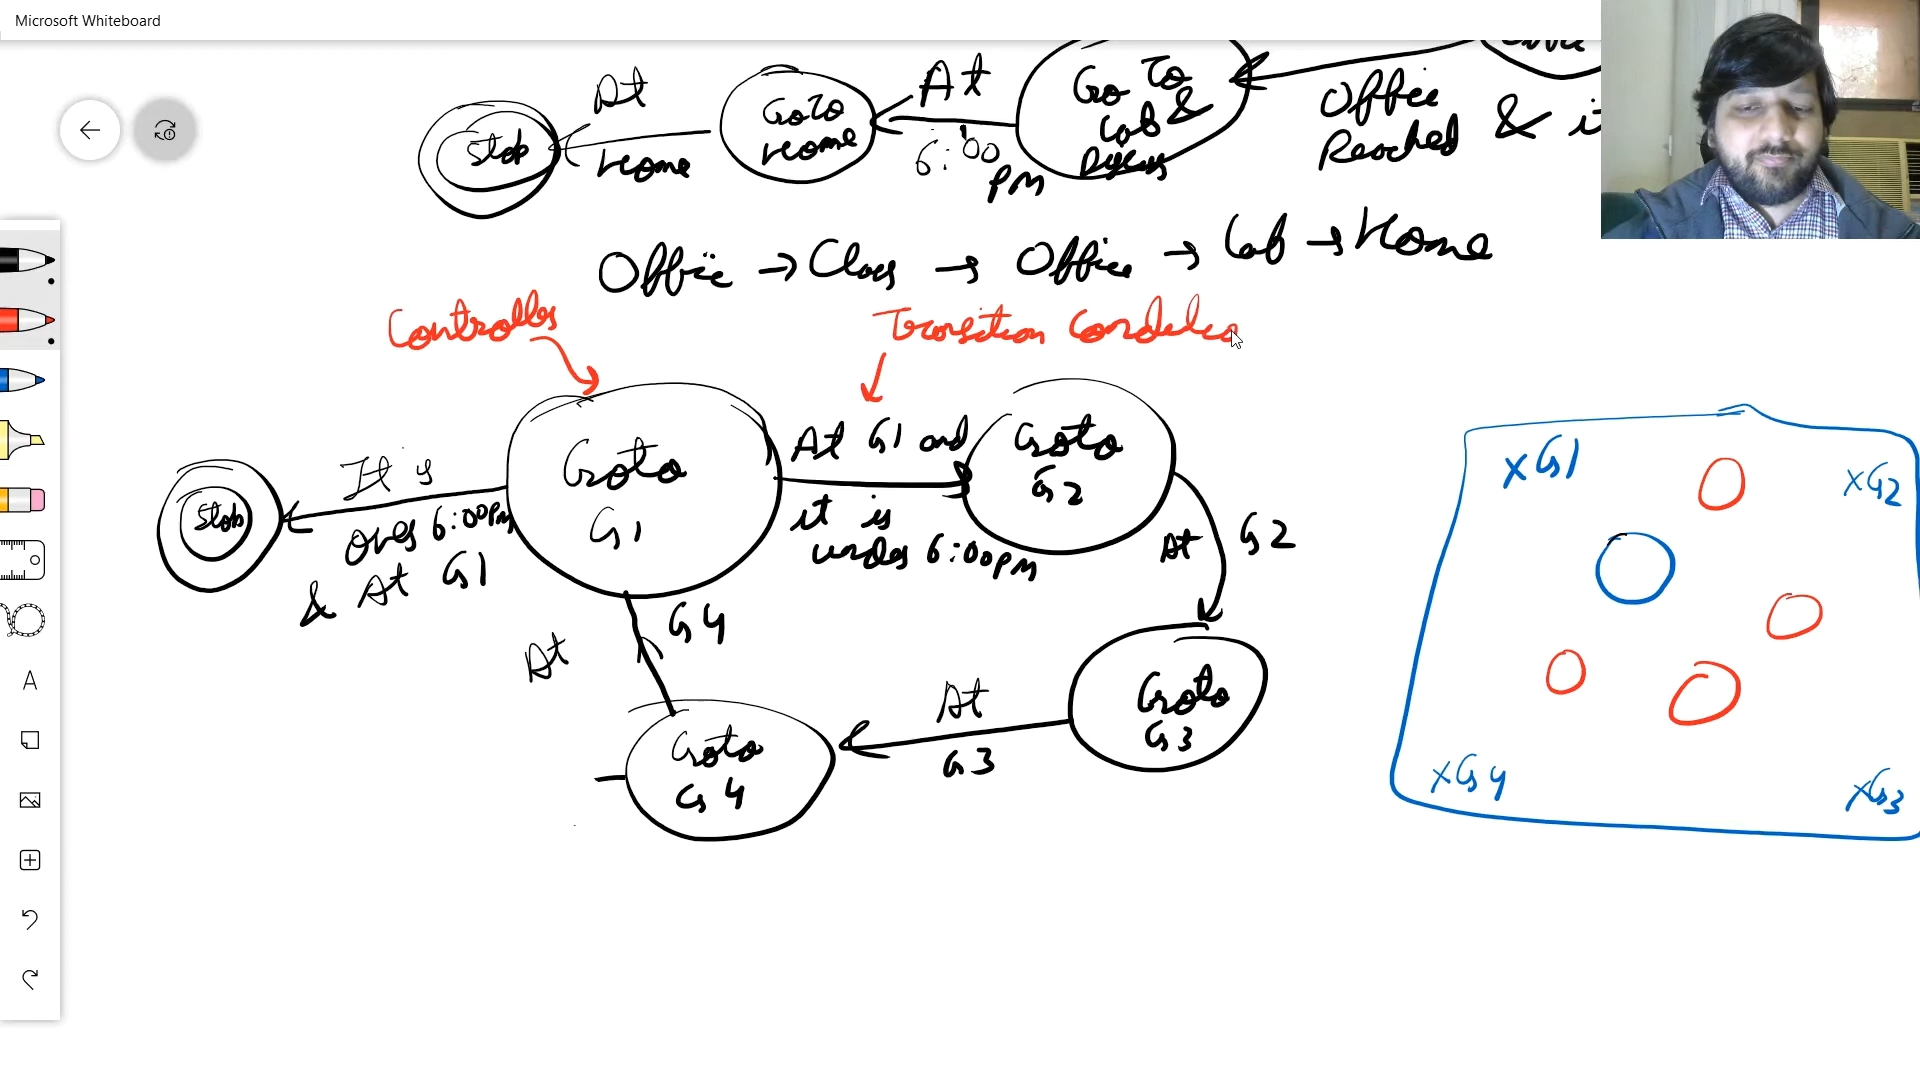 Microsoft Whiteboard
At
Home
Stop
Goto
Home
At
6:00
PM
Go To
Lab &
Office
Reached & i
Office → Class → Office → Lab → Home
Controller
Transition Condition
Goto
G1
It is
over 6:00PM
& At G1
Stop
At G1 and
it is
under 6:00PM
Goto
G2
At G2
Goto
G3
At
G3
Goto
G4
At G4
xG1
xG2
xG4
xG3
A